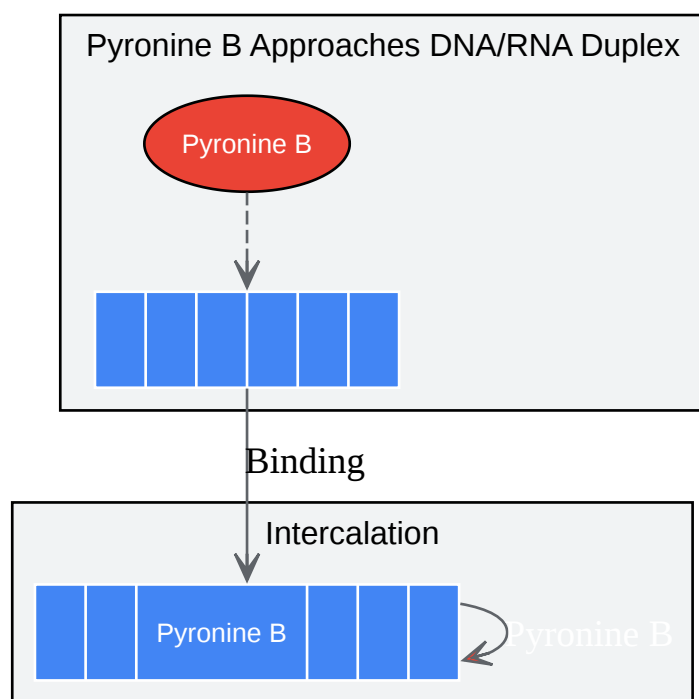 Pyronine B Approaches DNA/RNA Duplex
Pyronine B
Binding
Intercalation
Pyronine B
Pyronine B